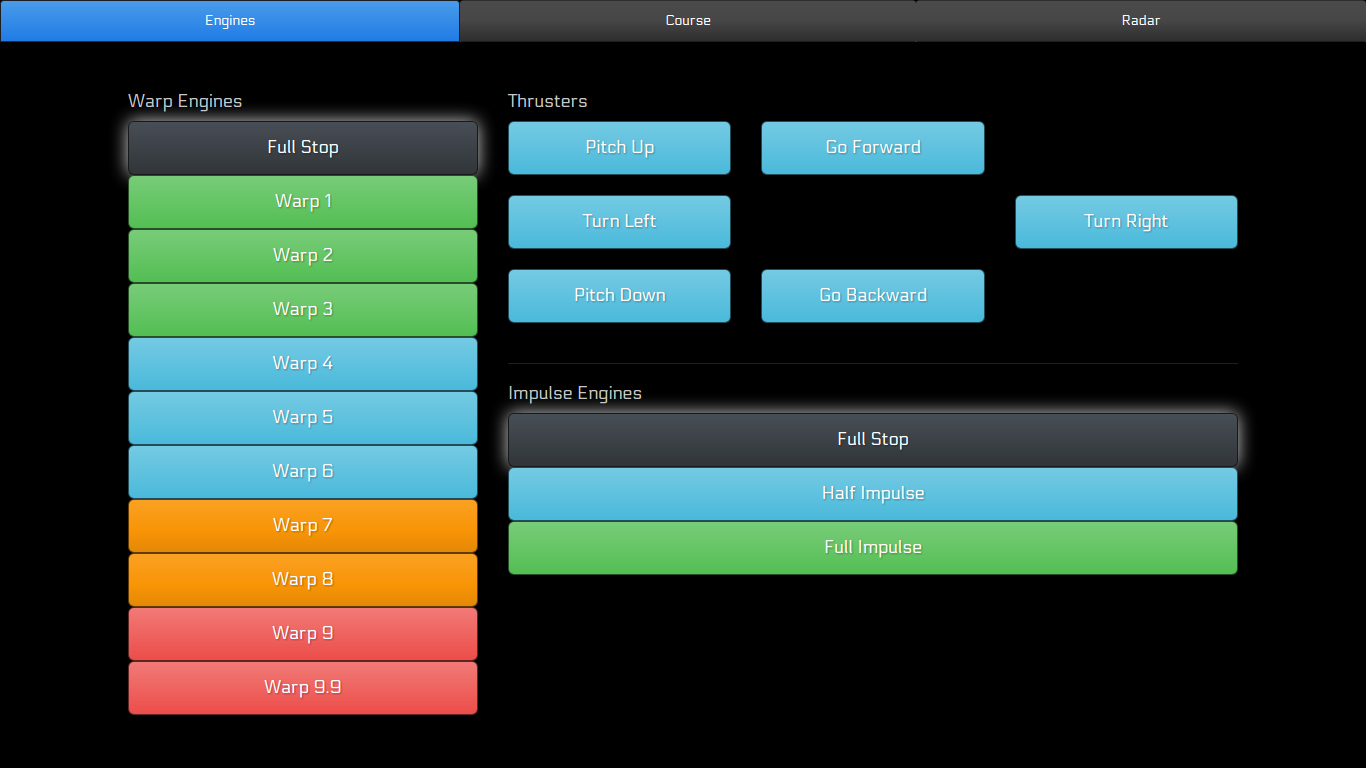 Engines
Course
Radar
Warp Engines
Full Stop
Warp 1
Warp 2
Warp 3
Warp 4
Warp 5
Warp 6
Warp 7
Warp 8
Warp 9
Warp 9.9
Thrusters
Pitch Up
Go Forward
Turn Left
Turn Right
Pitch Down
Go Backward
Impulse Engines
Full Stop
Half Impulse
Full Impulse